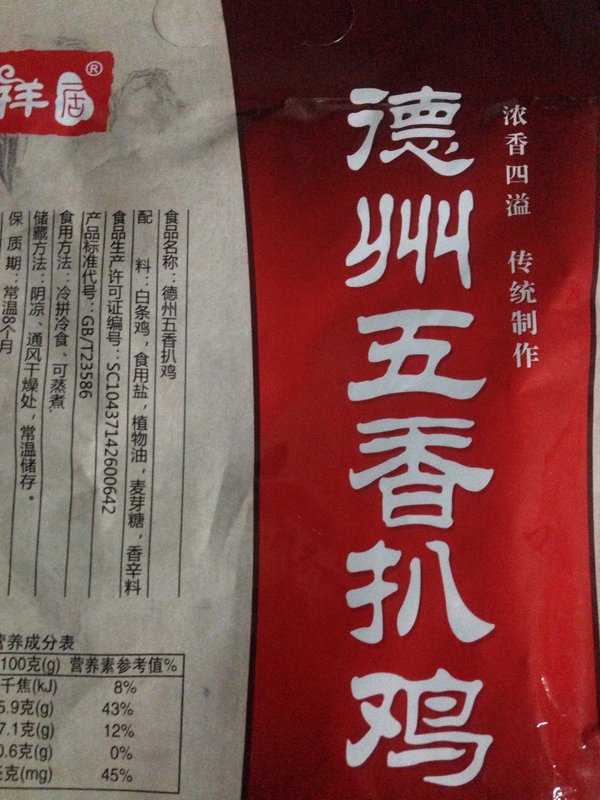 祥居®
德州五香扒鸡
浓香四溢 传统制作
食品名称：德州五香扒鸡
配 料：白条鸡，食用盐，植物油，麦芽糖，香辛料
食品生产许可证编号：SC10437142600642
产品标准代号：GB/T23586
食用方法：冷拼冷食、可蒸煮.
储藏方法：阴凉、通风干燥处，常温储存。
保 质 期：常温8个月
营养成分表
100克(g) 营养素参考值%
千焦(kJ) 8%
5.9克(g) 43%
7.1克(g) 12%
0.6克(g) 0%
毫克(mg) 45%